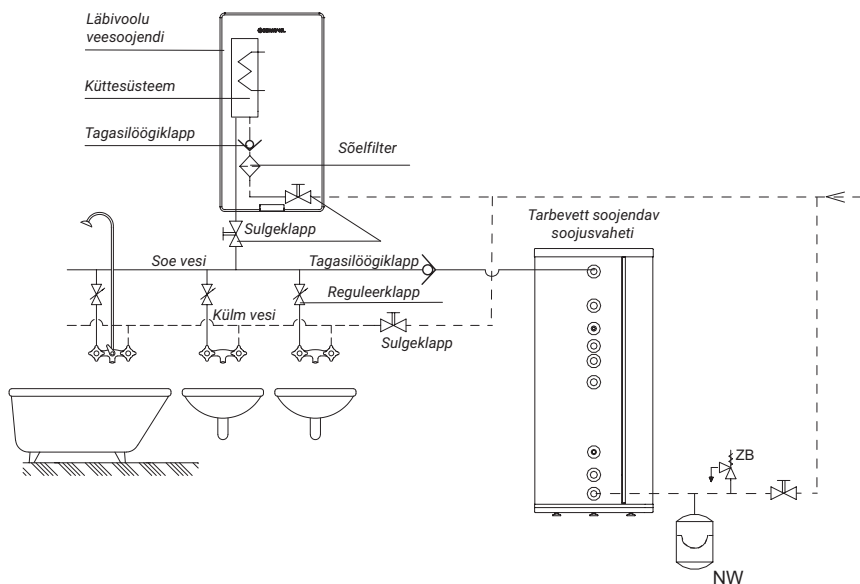 Läbivoolu
veesoojendi
Küttesüsteem
Tagasilöögiklapp
Sõelfilter
Sulgeklapp
Tarbevett soojendav
soojusvaheti
Soe vesi
Tagasilöögiklapp
Reguleerklapp
Külm vesi
Sulgeklapp
ZB
NW